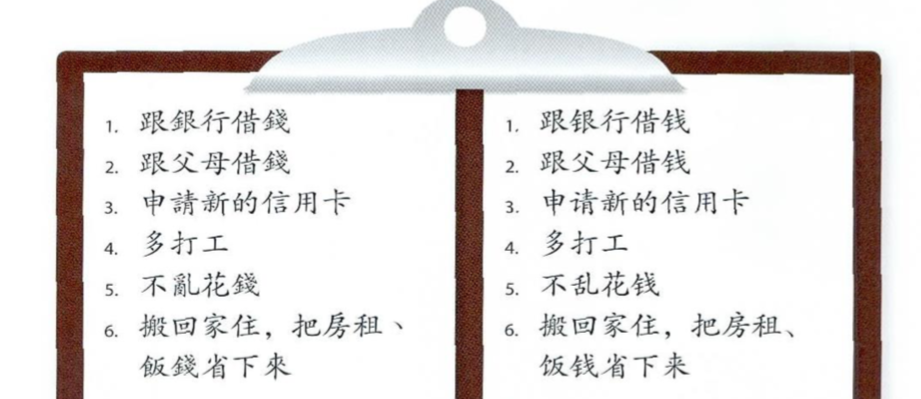 1. 跟銀行借錢
2. 跟父母借錢
3. 申請新的信用卡
4. 多打工
5. 不亂花錢
6. 搬回家住，把房租、
飯錢省下來
1. 跟银行借钱
2. 跟父母借钱
3. 申请新的信用卡
4. 多打工
5. 不乱花钱
6. 搬回家住，把房租、
饭钱省下来